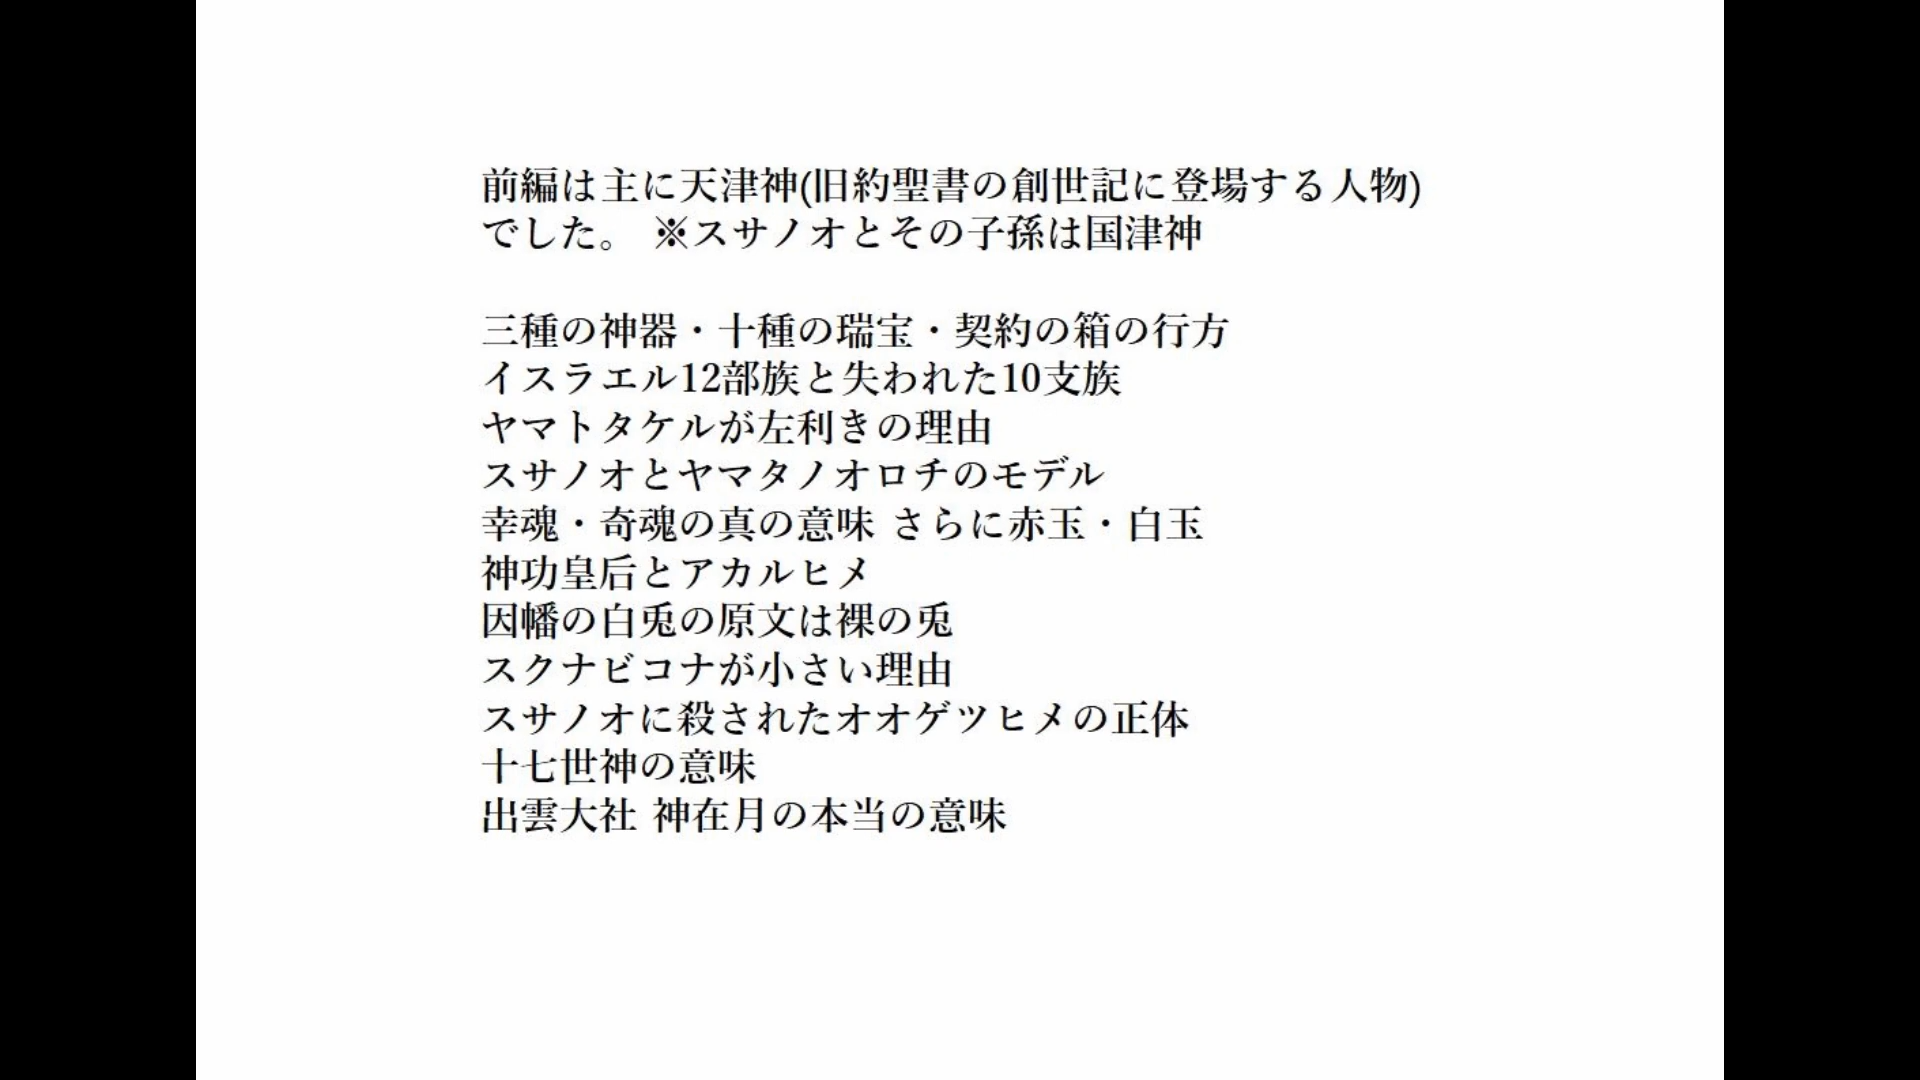 前編は主に天津神(旧約聖書の創世記に登場する人物)
でした。 ※スサノオとその子孫は国津神
三種の神器・十種の瑞宝・契約の箱の行方
イスラエル12部族と失われた10支族
ヤマトタケルが左利きの理由
スサノオとヤマタノオロチのモデル
幸魂・奇魂の真の意味 さらに赤玉・白玉
神功皇后とアカルヒメ
因幡の白兎の原文は裸の兎
スクナビコナが小さい理由
スサノオに殺されたオオゲツヒメの正体
十七世神の意味
出雲大社 神在月の本当の意味